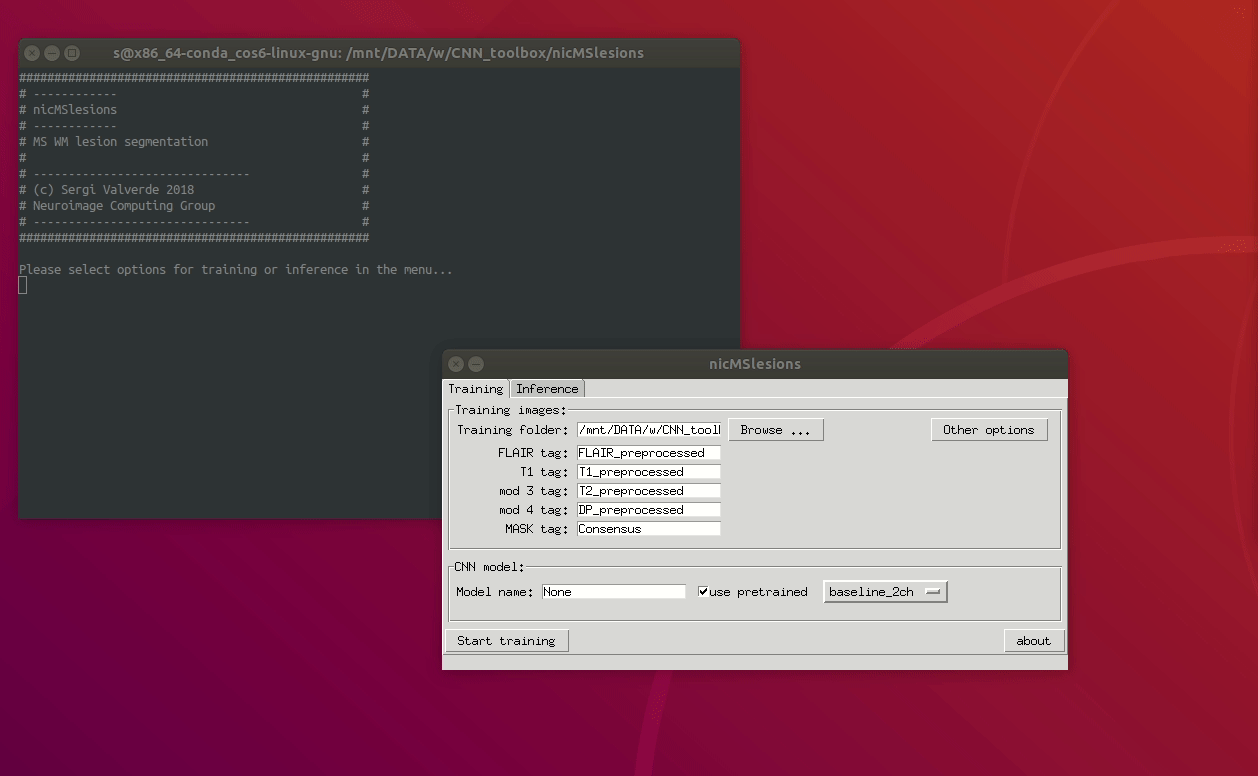 s@x86_64-conda_cos6-linux-gnu: /mnt/DATA/w/CNN_toolbox/nicMSlesions
##################################################
# ------------ #
# nicMSlesions #
# ------------ #
# MS WM lesion segmentation #
# #
# ------------------------------- #
# (c) Sergi Valverde 2018 #
# Neuroimage Computing Group #
# ------------------------------- #
##################################################
Please select options for training or inference in the menu...
nicMSlesions
Training Inference
Training images:
Training folder: /mnt/DATA/w/CNN_tool Browse ... Other options
FLAIR tag: FLAIR_preprocessed
T1 tag: T1_preprocessed
mod 3 tag: T2_preprocessed
mod 4 tag: DP_preprocessed
MASK tag: Consensus
CNN model:
Model name: None use pretrained baseline_2ch
Start training about